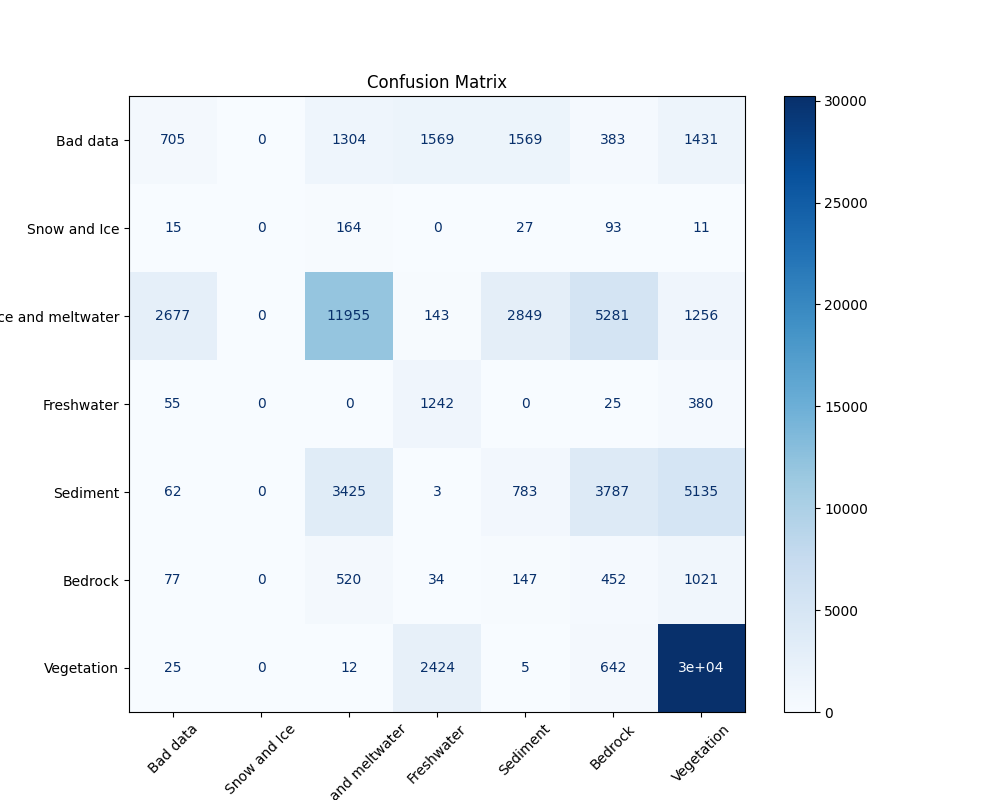 Confusion Matrix
Bad data 705 0 1304 1569 1569 383 1431
Snow and Ice 15 0 164 0 27 93 11
ce and meltwater 2677 0 11955 143 2849 5281 1256
Freshwater 55 0 0 1242 0 25 380
Sediment 62 0 3425 3 783 3787 5135
Bedrock 77 0 520 34 147 452 1021
Vegetation 25 0 12 2424 5 642 3e+04
Bad data Snow and Ice and meltwater Freshwater Sediment Bedrock Vegetation
30000
25000
20000
15000
10000
5000
0